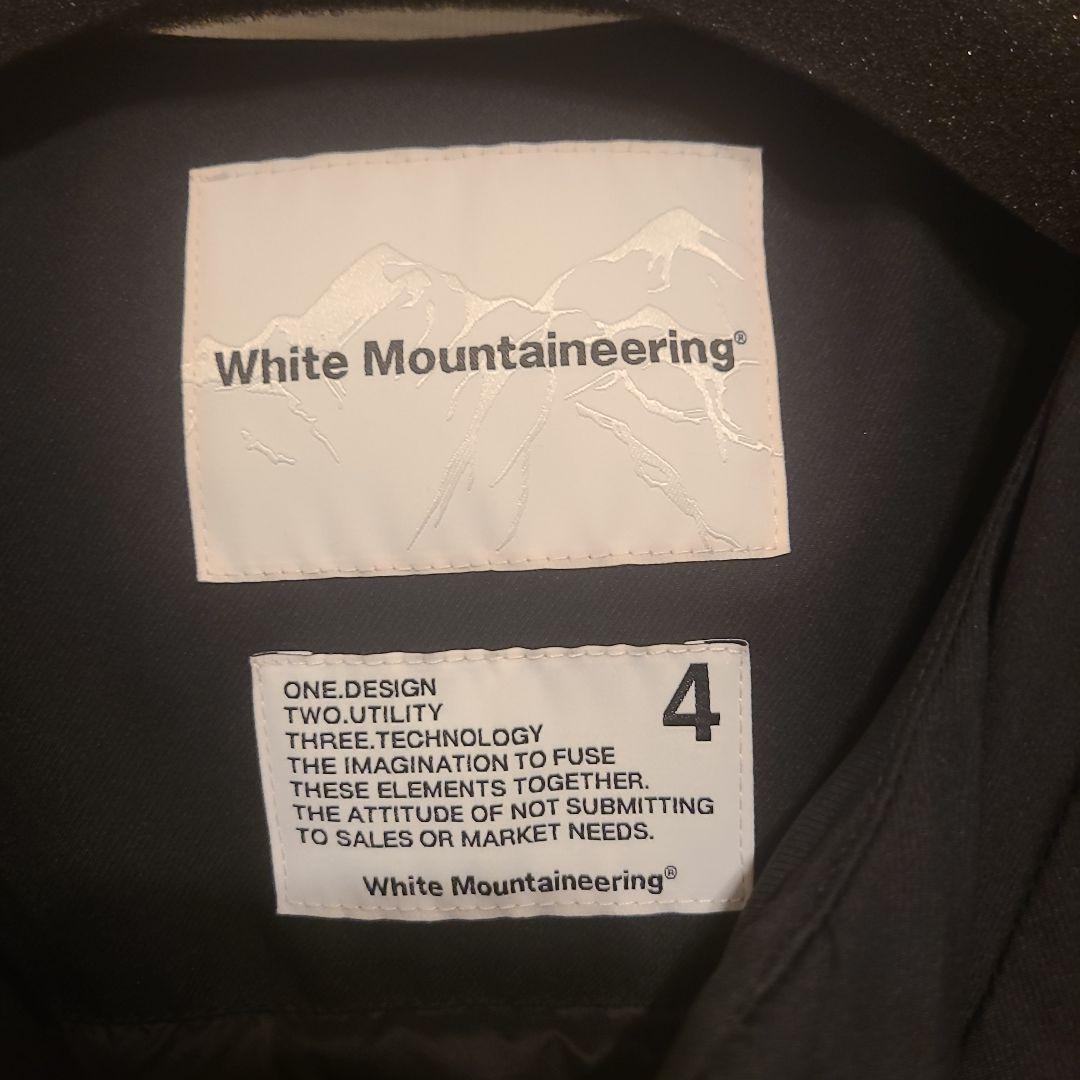 White Mountaineering®
4
ONE.DESIGN
TWO.UTILITY
THREE.TECHNOLOGY
THE IMAGINATION TO FUSE
THESE ELEMENTS TOGETHER.
THE ATTITUDE OF NOT SUBMITTING
TO SALES OR MARKET NEEDS.
White Mountaineering®